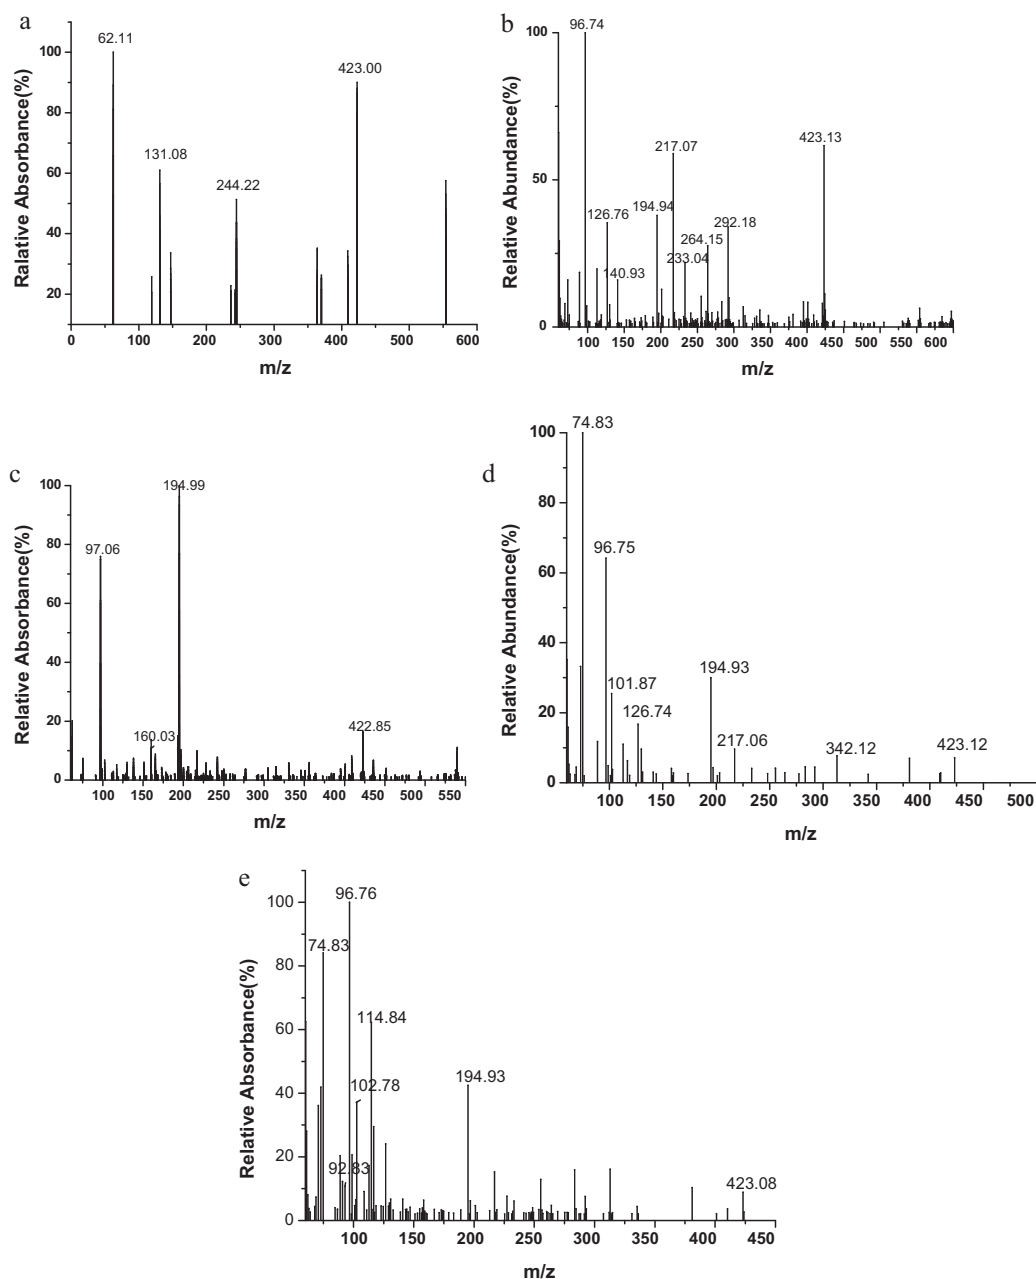 a
Ralative Absorbance(%)
100
80
60
40
20
62.11
131.08
244.22
423.00
0 100 200 300 400 500 600
m/z
b
Relative Abundance(%)
100
50
0
96.74
126.76
140.93
194.94
217.07
233.04
264.15
292.18
423.13
100 150 200 250 300 350 400 450 500 550 600
m/z
c
Relative Absorbance(%)
100
80
60
40
20
0
97.06
160.03
194.99
422.85
100 150 200 250 300 350 400 450 500 550
m/z
d
Relative Abundance(%)
100
80
60
40
20
0
74.83
96.75
101.87
126.74
194.93
217.06
342.12
423.12
100 150 200 250 300 350 400 450 500
m/z
e
Relative Absorbance(%)
100
80
60
40
20
0
96.76
74.83
114.84
102.78
92.83
194.93
423.08
100 150 200 250 300 350 400 450
m/z